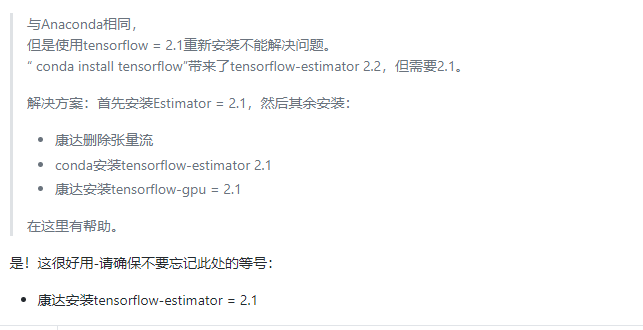 与Anaconda相同，
但是使用tensorflow = 2.1重新安装不能解决问题。
“ conda install tensorflow”带来了tensorflow-estimator 2.2，但需要2.1。
解决方案：首先安装Estimator = 2.1，然后其余安装：
• 康达删除张量流
• conda安装tensorflow-estimator 2.1
• 康达安装tensorflow-gpu = 2.1
在这里有帮助。
是！这很好用-请确保不要忘记此处的等号：
• 康达安装tensorflow-estimator = 2.1